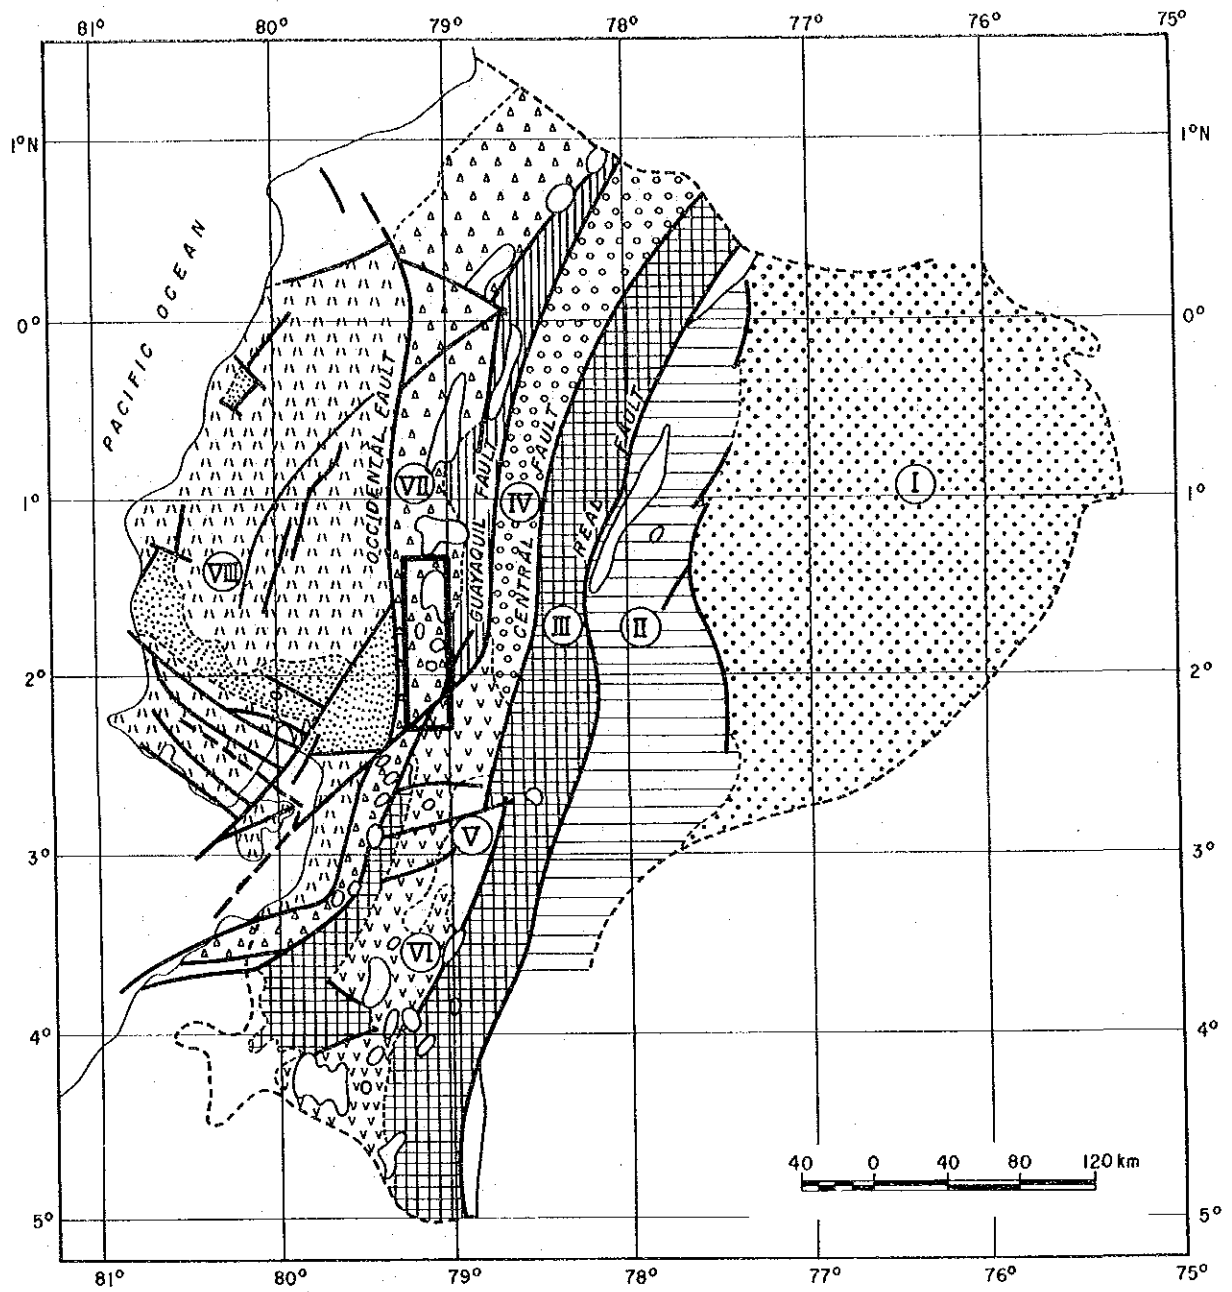 81° 80° 79° 78° 77° 76° 75°
1°N 1°N
PACIFIC OCEAN
0° 0°
OCCIDENTAL FAULT
GUAYAQUIL FAULT
CENTRAL FAULT
REAL FAULT
VII IV I
1° 1°
VIII
III II
2° 2°
V
3° 3°
VI
4° 4°
40 0 40 80 120 km
5° 5°
81° 80° 79° 78° 77° 76° 75°